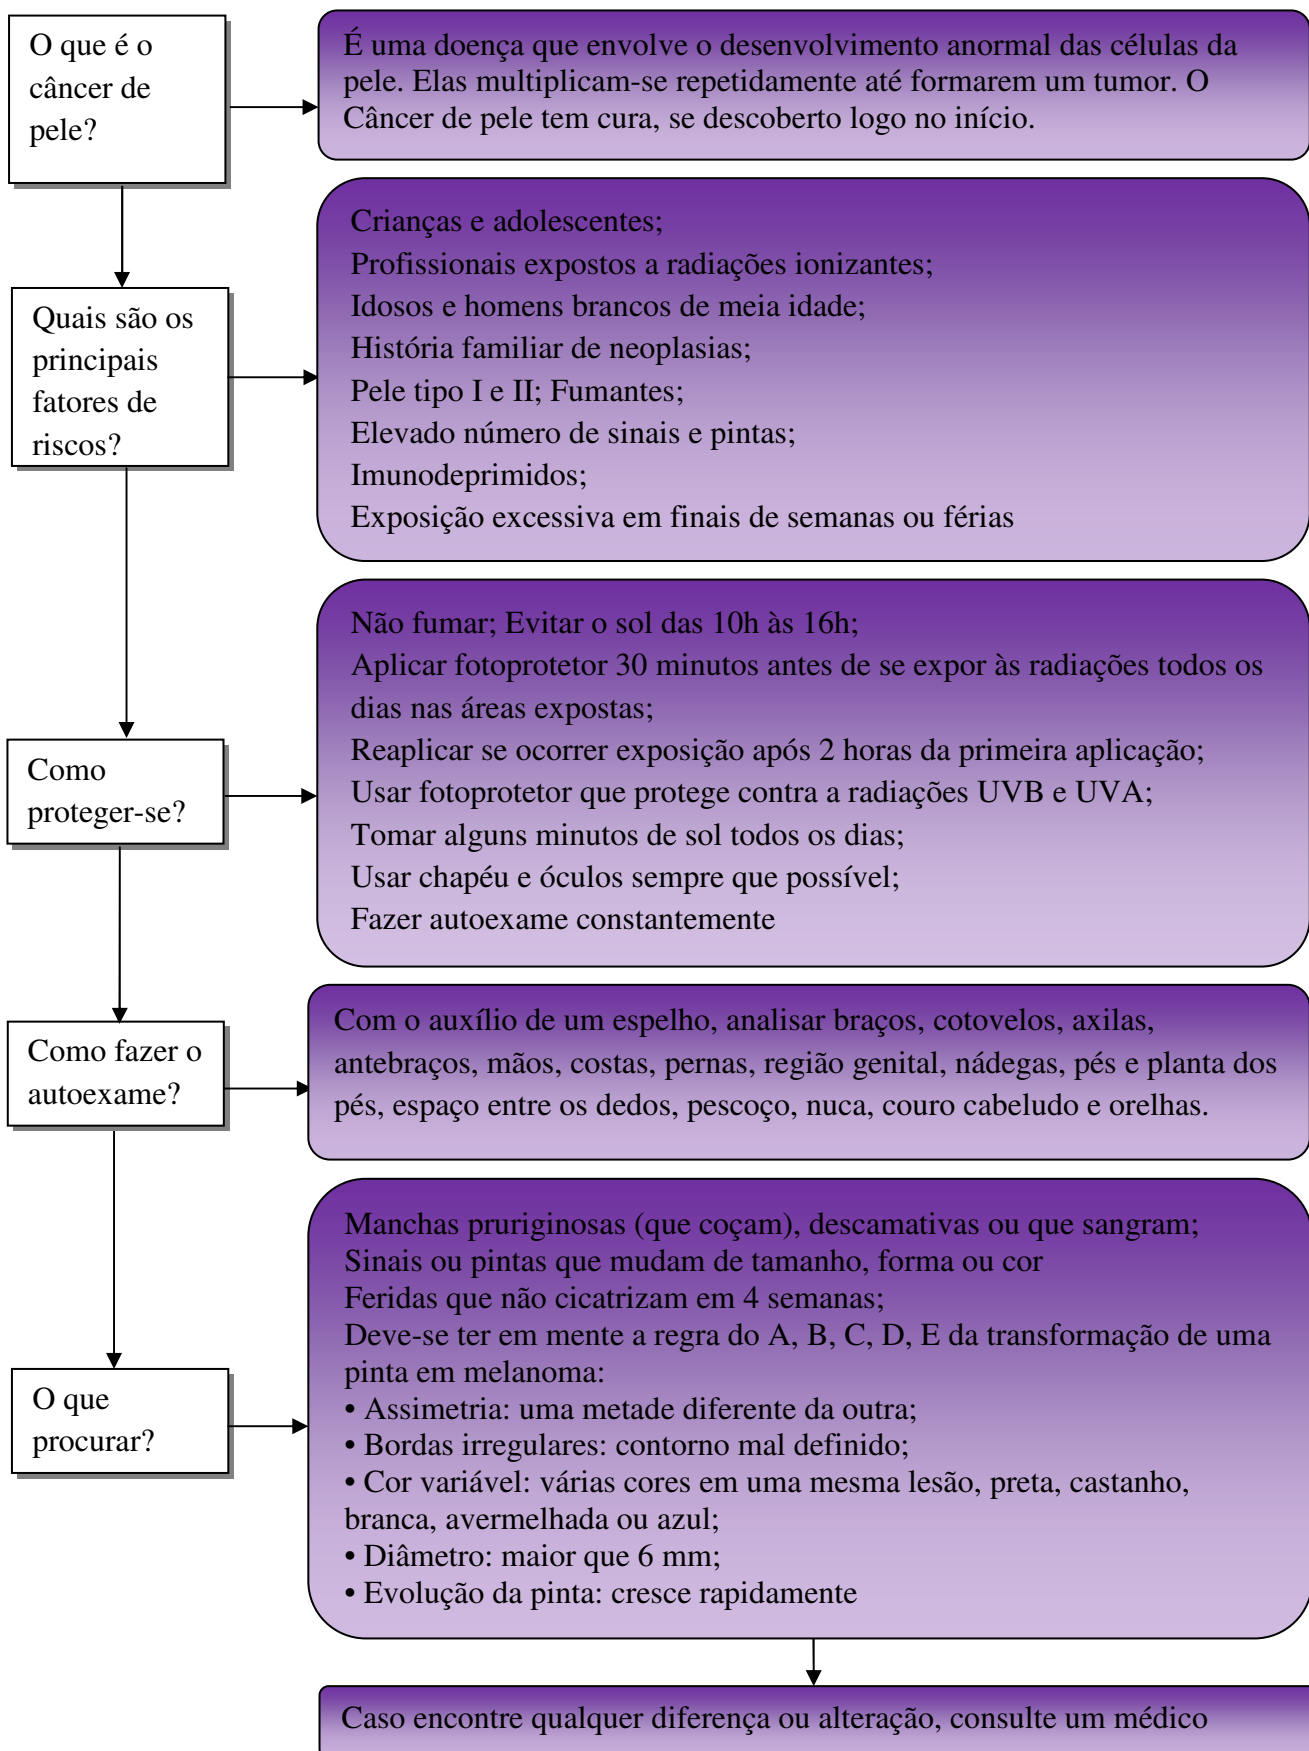 O que é o
câncer de
pele?
É uma doença que envolve o desenvolvimento anormal das células da
pele. Elas multiplicam-se repetidamente até formarem um tumor. O
Câncer de pele tem cura, se descoberto logo no início.
Quais são os
principais
fatores de
riscos?
Crianças e adolescentes;
Profissionais expostos a radiações ionizantes;
Idosos e homens brancos de meia idade;
História familiar de neoplasias;
Pele tipo I e II; Fumantes;
Elevado número de sinais e pintas;
Imunodeprimidos;
Exposição excessiva em finais de semanas ou férias
Como
proteger-se?
Não fumar; Evitar o sol das 10h às 16h;
Aplicar fotoprotetor 30 minutos antes de se expor às radiações todos os
dias nas áreas expostas;
Reaplicar se ocorrer exposição após 2 horas da primeira aplicação;
Usar fotoprotetor que protege contra a radiações UVB e UVA;
Tomar alguns minutos de sol todos os dias;
Usar chapéu e óculos sempre que possível;
Fazer autoexame constantemente
Como fazer o
autoexame?
Com o auxílio de um espelho, analisar braços, cotovelos, axilas,
antebraços, mãos, costas, pernas, região genital, nádegas, pés e planta dos
pés, espaço entre os dedos, pescoço, nuca, couro cabeludo e orelhas.
O que
procurar?
Manchas pruriginosas (que coçam), descamativas ou que sangram;
Sinais ou pintas que mudam de tamanho, forma ou cor
Feridas que não cicatrizam em 4 semanas;
Deve-se ter em mente a regra do A, B, C, D, E da transformação de uma
pinta em melanoma:
• Assimetria: uma metade diferente da outra;
• Bordas irregulares: contorno mal definido;
• Cor variável: várias cores em uma mesma lesão, preta, castanho,
branca, avermelhada ou azul;
• Diâmetro: maior que 6 mm;
• Evolução da pinta: cresce rapidamente
Caso encontre qualquer diferença ou alteração, consulte um médico